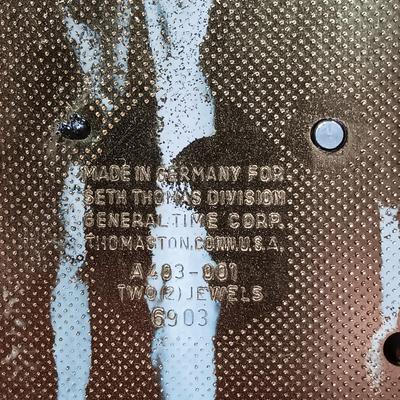 MADE IN GERMANY FOR
SETH THOMAS DIVISION
GENERAL TIME CORP.
THOMASTON, CONN. U.S.A.
A403-001
TWO (2) JEWELS
6903